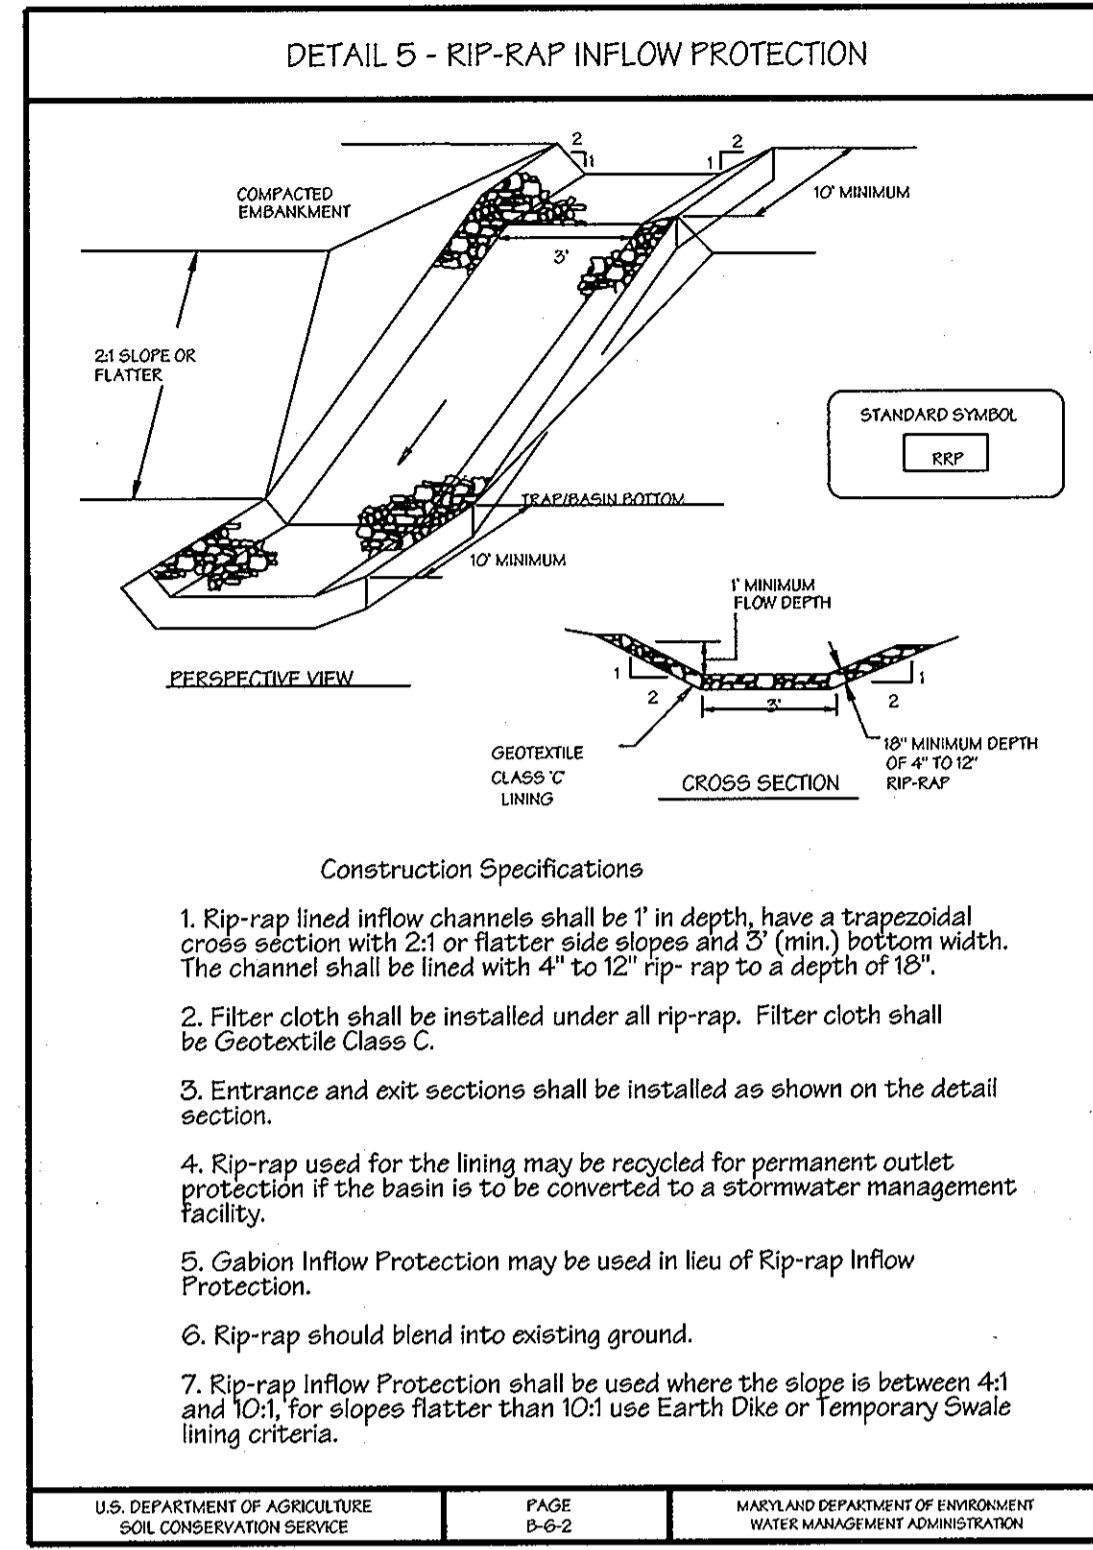 DETAIL 5 - RIP-RAP INFLOW PROTECTION
2
1
2
1
COMPACTED
EMBANKMENT
10' MINIMUM
3'
2:1 SLOPE OR
FLATTER
STANDARD SYMBOL
RRP
TRAP/BASIN BOTTOM
10' MINIMUM
1' MINIMUM
FLOW DEPTH
PERSPECTIVE VIEW
1
2
3'
2
1
GEOTEXTILE
CLASS 'C'
LINING
CROSS SECTION
18" MINIMUM DEPTH
OF 4" TO 12"
RIP-RAP
Construction Specifications
1. Rip-rap lined inflow channels shall be 1' in depth, have a trapezoidal
cross section with 2:1 or flatter side slopes and 3' (min.) bottom width.
The channel shall be lined with 4" to 12" rip- rap to a depth of 18".
2. Filter cloth shall be installed under all rip-rap. Filter cloth shall
be Geotextile Class C.
3. Entrance and exit sections shall be installed as shown on the detail
section.
4. Rip-rap used for the lining may be recycled for permanent outlet
protection if the basin is to be converted to a stormwater management
facility.
5. Gabion Inflow Protection may be used in lieu of Rip-rap Inflow
Protection.
6. Rip-rap should blend into existing ground.
7. Rip-rap Inflow Protection shall be used where the slope is between 4:1
and 10:1, for slopes flatter than 10:1 use Earth Dike or Temporary Swale
lining criteria.
U.S. DEPARTMENT OF AGRICULTURE
SOIL CONSERVATION SERVICE
PAGE
B-6-2
MARYLAND DEPARTMENT OF ENVIRONMENT
WATER MANAGEMENT ADMINISTRATION